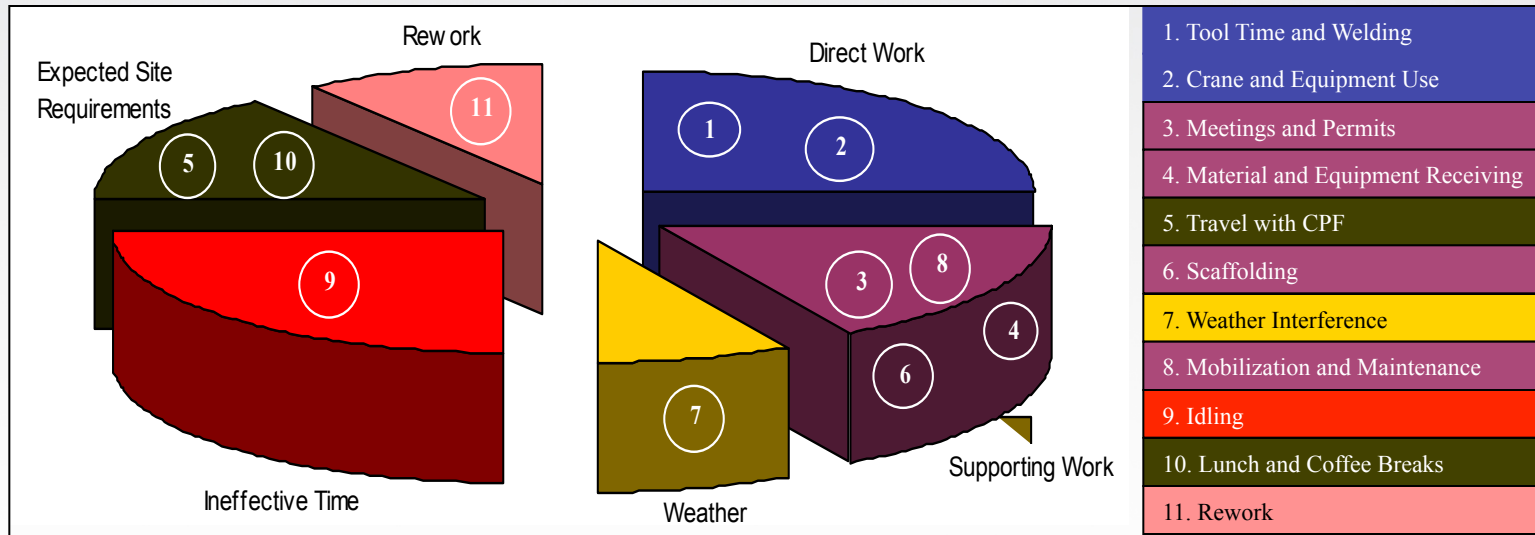 Rework
Expected Site
Requirements
Direct Work
11
5
10
1
2
9
3
8
4
6
7
Supporting Work
Ineffective Time
Weather
1. Tool Time and Welding
2. Crane and Equipment Use
3. Meetings and Permits
4. Material and Equipment Receiving
5. Travel with CPF
6. Scaffolding
7. Weather Interference
8. Mobilization and Maintenance
9. Idling
10. Lunch and Coffee Breaks
11. Rework